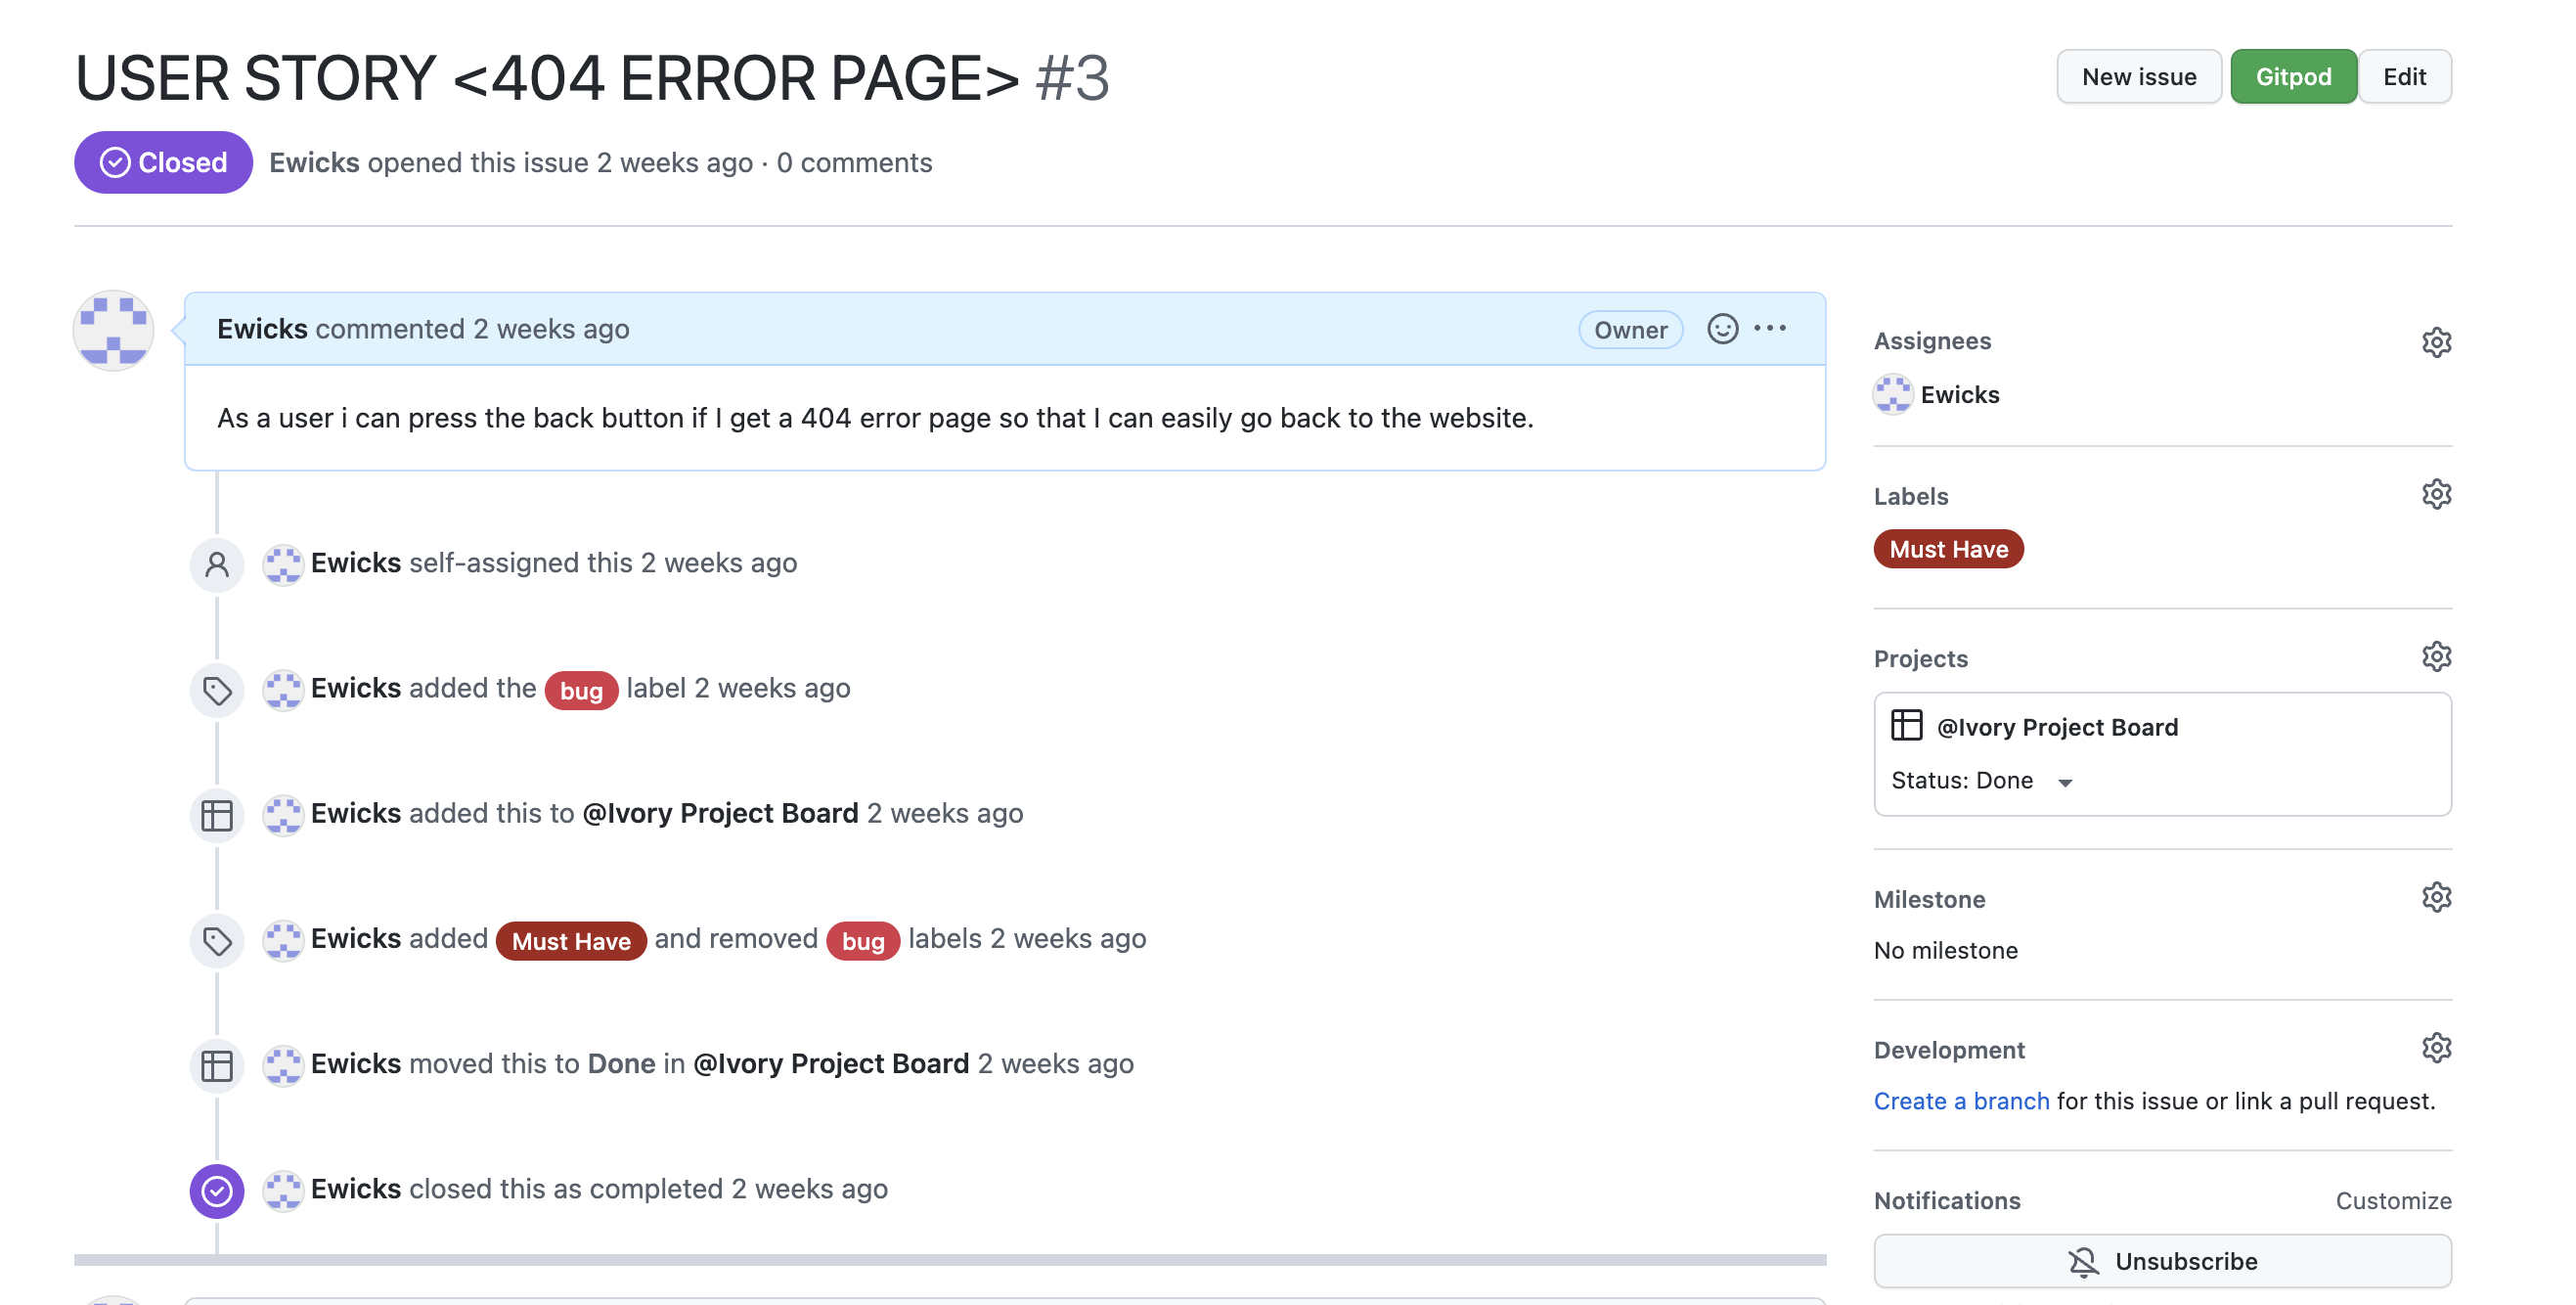 USER STORY <404 ERROR PAGE> #3
New issue
Gitpod
Edit
Closed
Ewicks opened this issue 2 weeks ago · 0 comments
Ewicks commented 2 weeks ago
Owner
As a user i can press the back button if I get a 404 error page so that I can easily go back to the website.
Ewicks self-assigned this 2 weeks ago
Ewicks added the bug label 2 weeks ago
Ewicks added this to @Ivory Project Board 2 weeks ago
Ewicks added Must Have and removed bug labels 2 weeks ago
Ewicks moved this to Done in @Ivory Project Board 2 weeks ago
Ewicks closed this as completed 2 weeks ago
Assignees
Ewicks
Labels
Must Have
Projects
@Ivory Project Board
Status: Done
Milestone
No milestone
Development
Create a branch for this issue or link a pull request.
Notifications
Customize
Unsubscribe